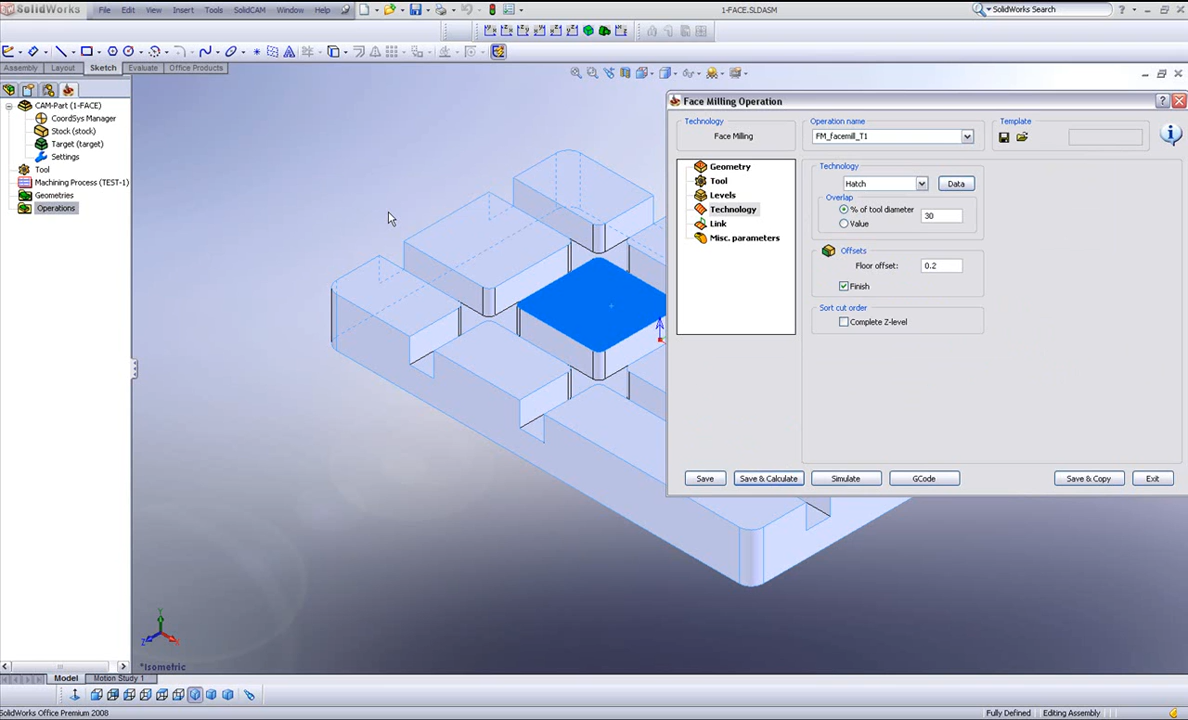 SolidWorks File Edit View Insert Tools SolidCAM Window Help 1-FACE.SLDASM SolidWorks Search
Assembly Layout Sketch Evaluate Office Products
CAM-Part (1-FACE)
CoordSys Manager
Stock (stock)
Target (target)
Settings
Tool
Machining Process (TEST-1)
Geometries
Operations
Face Milling Operation
Technology
Face Milling
Operation name
FM_facemill_T1
Template
Geometry
Tool
Levels
Technology
Link
Misc. parameters
Technology
Hatch Data
Overlap
% of tool diameter 30
Value
Offsets
Floor offset: 0.2
Finish
Sort cut order
Complete Z-level
Save Save & Calculate Simulate GCode Save & Copy Exit
Y
X
Z
*Isometric
Model Motion Study 1
SolidWorks Office Premium 2008 Fully Defined Editing Assembly